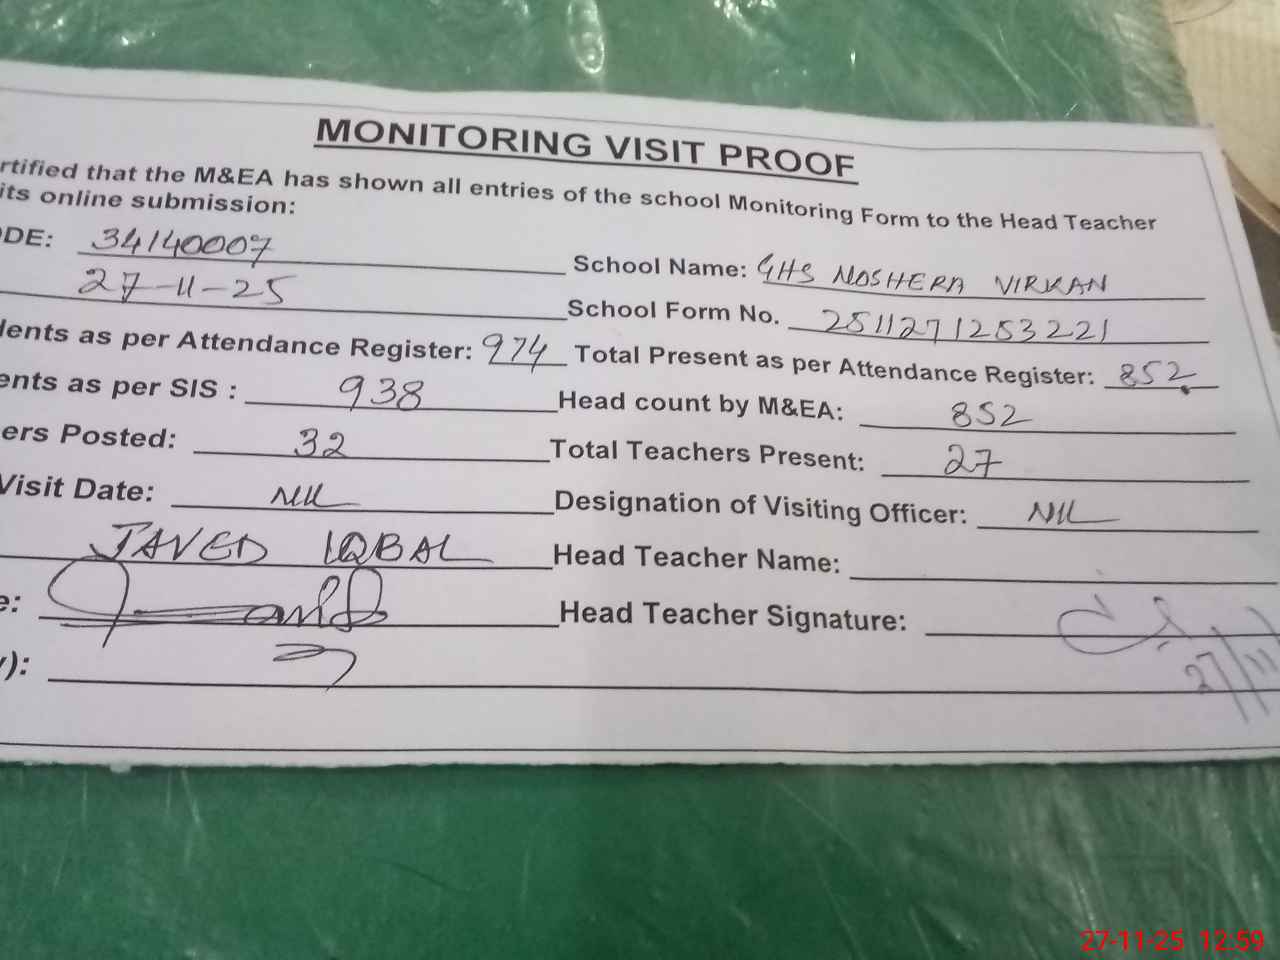 MONITORING VISIT PROOF
rtified that the M&EA has shown all entries of the school Monitoring Form to the Head Teacher
its online submission:
ODE: 34140007 School Name: GHS NOSHERA VIRKAN
27-11-25 School Form No. 2511271253221
dents as per Attendance Register: 974 Total Present as per Attendance Register: 852
ents as per SIS : 938 Head count by M&EA: 852
ers Posted: 32 Total Teachers Present: 27
Visit Date: NIL Designation of Visiting Officer: NIL
JAVED IQBAL Head Teacher Name:
e: Head Teacher Signature:
27/11
):
27-11-25 12:59